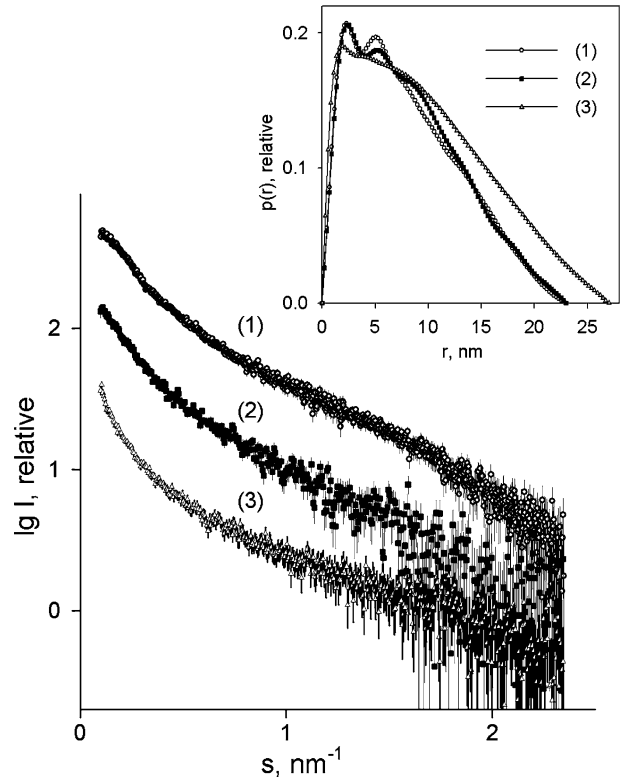 0.2
0.1
0.0
p(r), relative
(1)
(2)
(3)
0 5 10 15 20 25
r, nm
2
1
0
lg I, relative
(1)
(2)
(3)
0 1 2
s, nm⁻¹